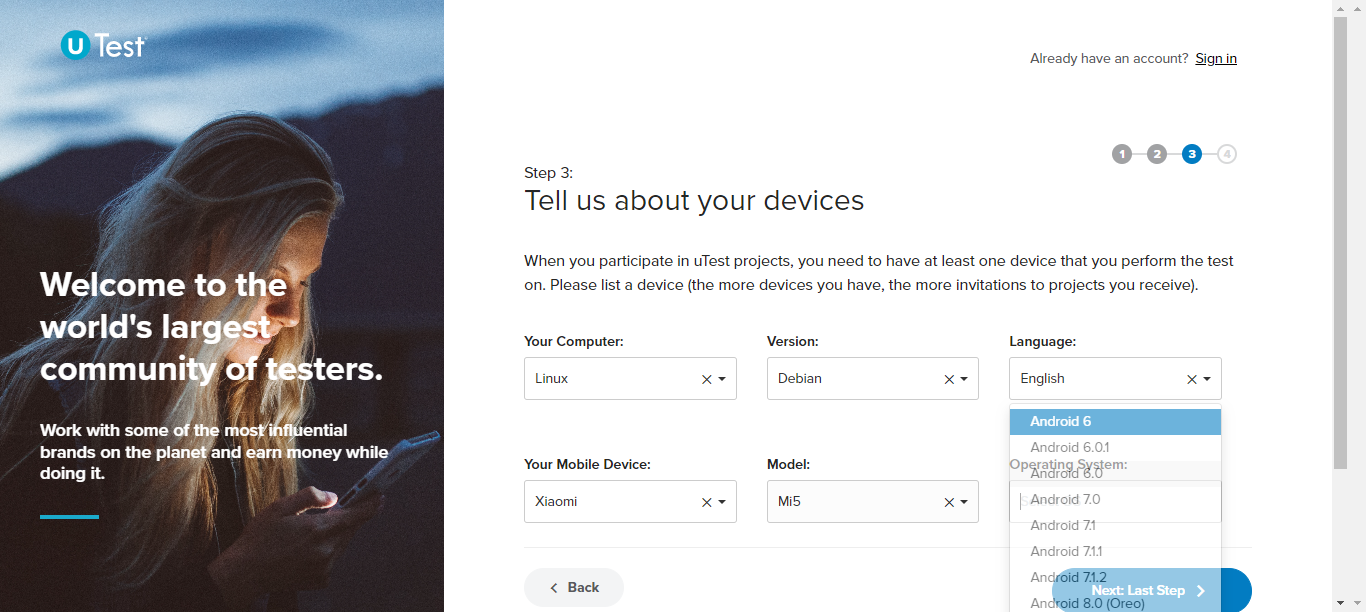 uTest
Already have an account? Sign in
1 2 3 4
Step 3:
Tell us about your devices
When you participate in uTest projects, you need to have at least one device that you perform the test
on. Please list a device (the more devices you have, the more invitations to projects you receive).
Welcome to the
world's largest
community of testers.
Work with some of the most influential
brands on the planet and earn money while
doing it.
Your Computer: Version: Language:
Linux Debian English
Your Mobile Device: Model: Operating System:
Xiaomi Mi5
Android 6
Android 6.0.1
Android 6.0
Android 7.0
Android 7.1
Android 7.1.1
Android 7.1.2
Android 8.0 (Oreo)
Back
Next: Last Step